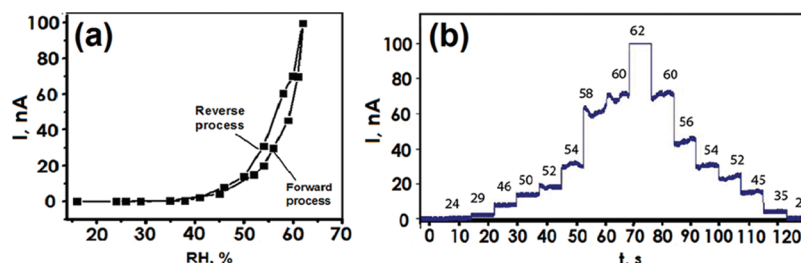 (a)
I, nA
100
80
60
40
20
0
Reverse
process
Forward
process
20 30 40 50 60 70
RH, %
(b)
I, nA
100
80
60
40
20
0
24 29 46 50 52 54 58 60 62 60 56 54 52 45 35
0 10 20 30 40 50 60 70 80 90 100 110 120
t, s